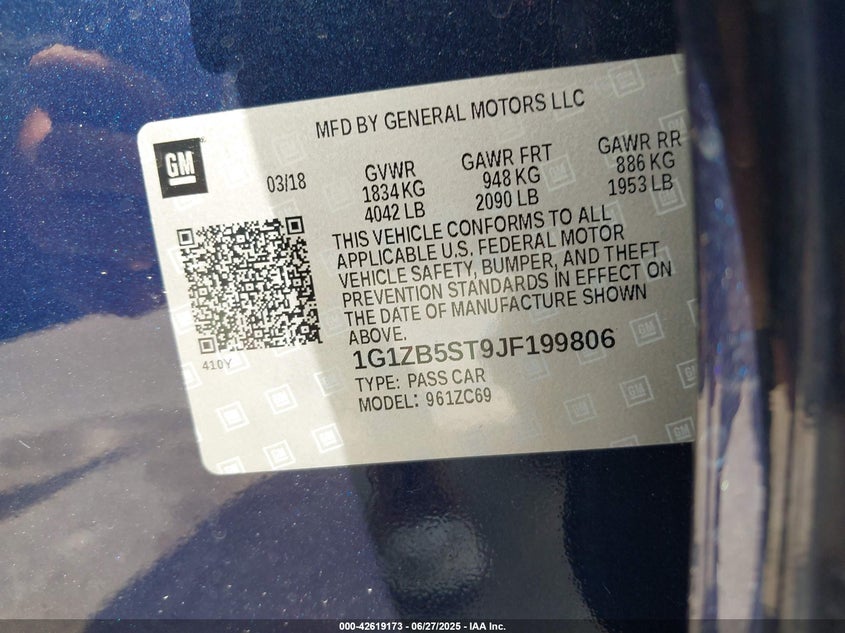 MFD BY GENERAL MOTORS LLC
GM
03/18
GVWR
1834 KG
4042 LB
GAWR FRT
948 KG
2090 LB
GAWR RR
886 KG
1953 LB
THIS VEHICLE CONFORMS TO ALL
APPLICABLE U.S. FEDERAL MOTOR
VEHICLE SAFETY, BUMPER, AND THEFT
PREVENTION STANDARDS IN EFFECT ON
THE DATE OF MANUFACTURE SHOWN
ABOVE.
410Y
1G1ZB5ST9JF199806
TYPE: PASS CAR
MODEL: 961ZC69
000-42619173 - 06/27/2025 - IAA Inc.